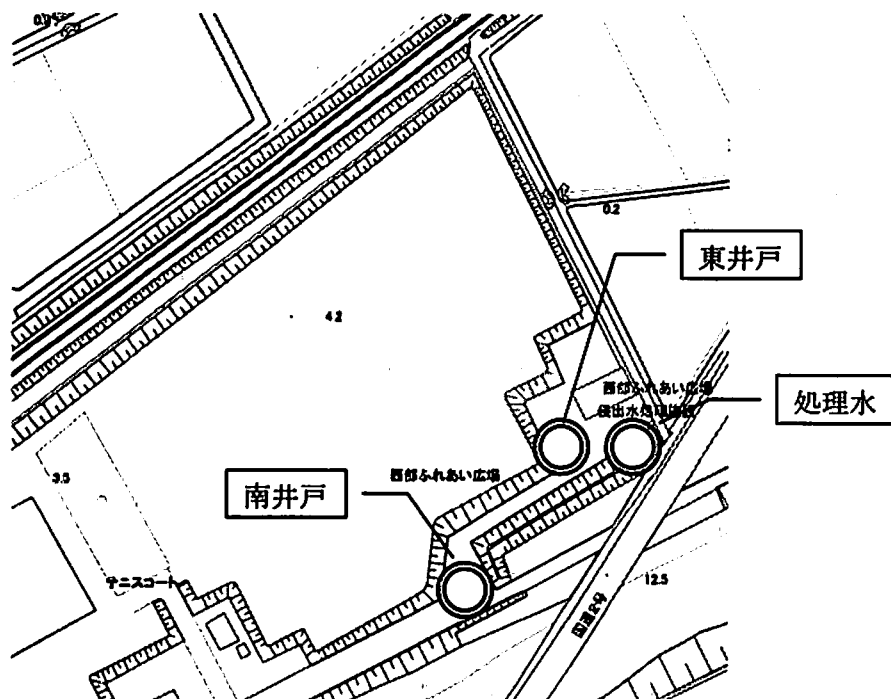 0.2
東井戸
4.2
西部ふれあい広場
浸出水処理施設
処理水
3.5
西部ふれあい広場
南井戸
テニスコート
12.5
国道2号